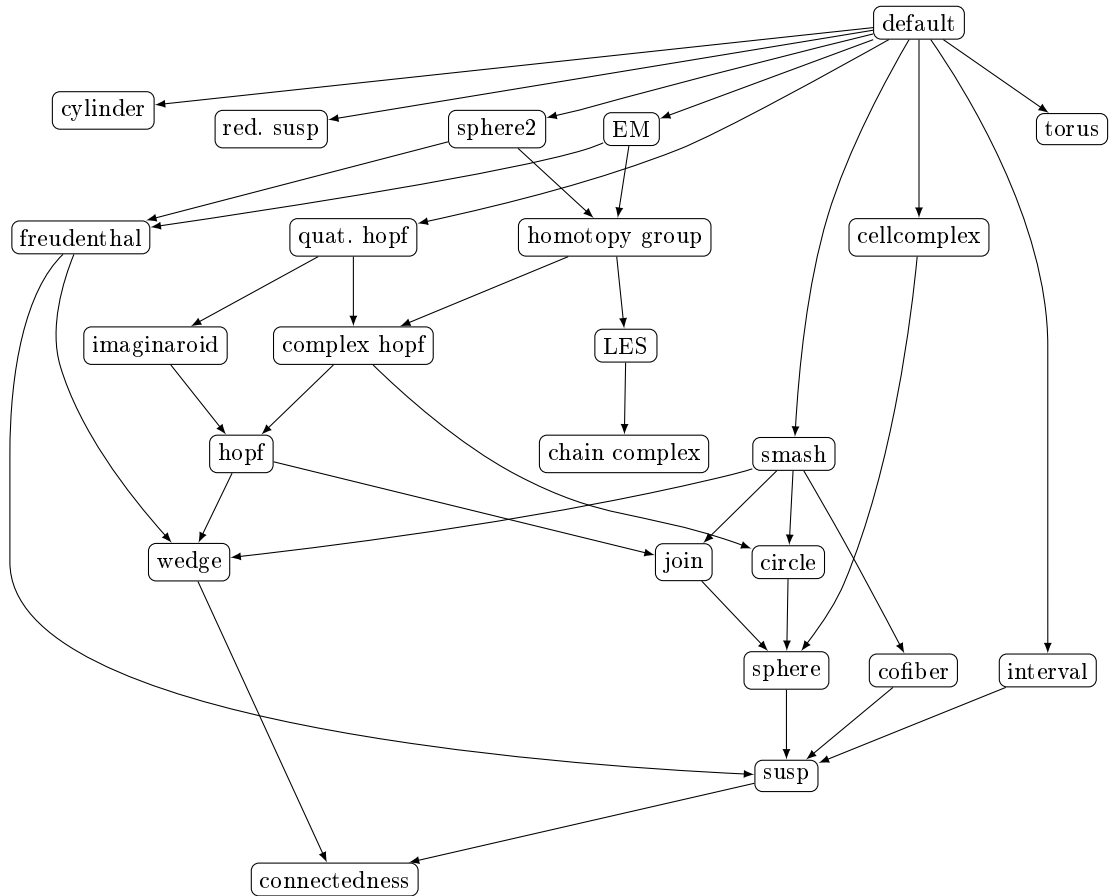 default
cylinder
red. susp
sphere2
EM
torus
freudenthal
quat. hopf
homotopy group
cellcomplex
imaginaroid
complex hopf
LES
hopf
chain complex
smash
wedge
join
circle
sphere
cofiber
interval
susp
connectedness